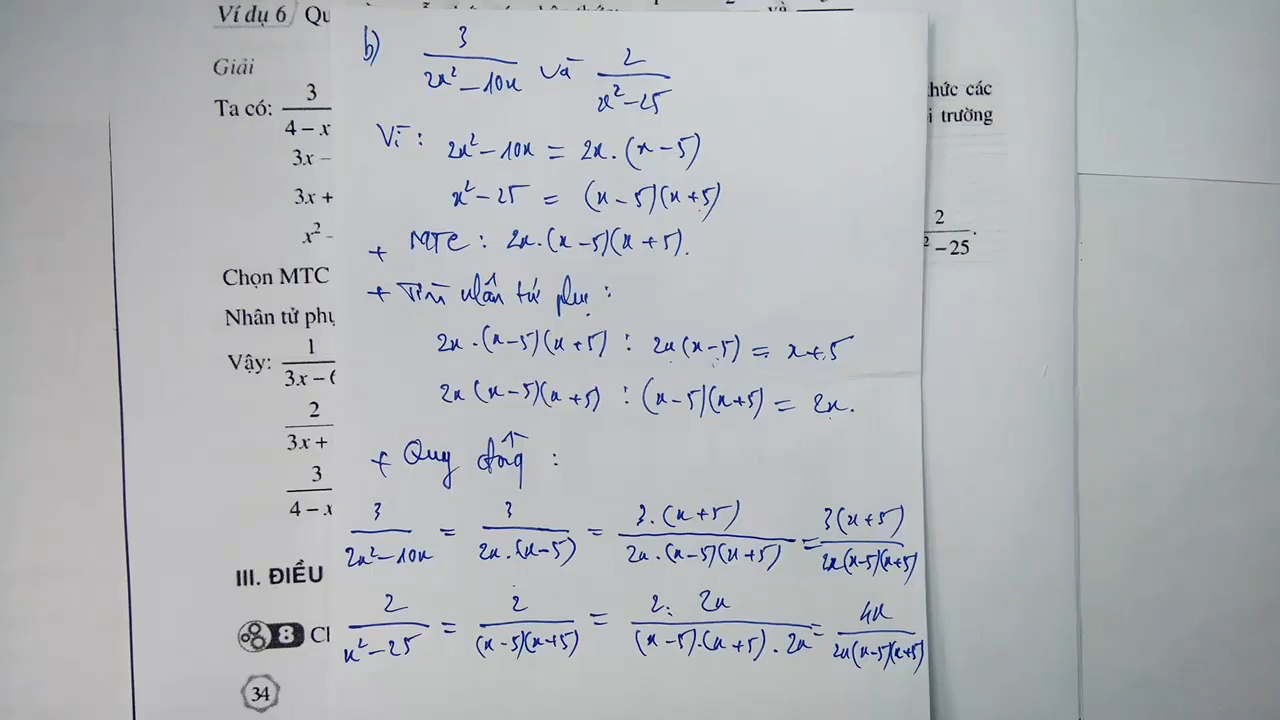 Ví dụ 6 Qu
và
Giải
Ta có: 3
4 – x
3x –
3x +
x² –
Chọn MTC
Nhân tử phụ
Vậy: 1
3x – 6
2
3x +
3
4 – x
III. ĐIỀU
8
34
thức các
trường
2
² – 25
b) 3/(2x² – 10x) và 2/(x² – 25)
Vì: 2x² – 10x = 2x.(x – 5)
x² – 25 = (x – 5)(x + 5)
+ MTC: 2x.(x – 5)(x + 5).
+ Tìm nhân tử phụ:
2x.(x – 5)(x + 5) : 2x(x – 5) = x + 5
2x(x – 5)(x + 5) : (x – 5)(x + 5) = 2x.
+ Quy đồng:
3/(2x² – 10x) = 3/(2x.(x – 5)) = 3.(x + 5)/(2x.(x – 5)(x + 5)) = 3(x + 5)/(2x(x – 5)(x + 5))
2/(x² – 25) = 2/((x – 5)(x + 5)) = 2.2x/((x – 5).(x + 5).2x) = 4x/(2x(x – 5)(x + 5))